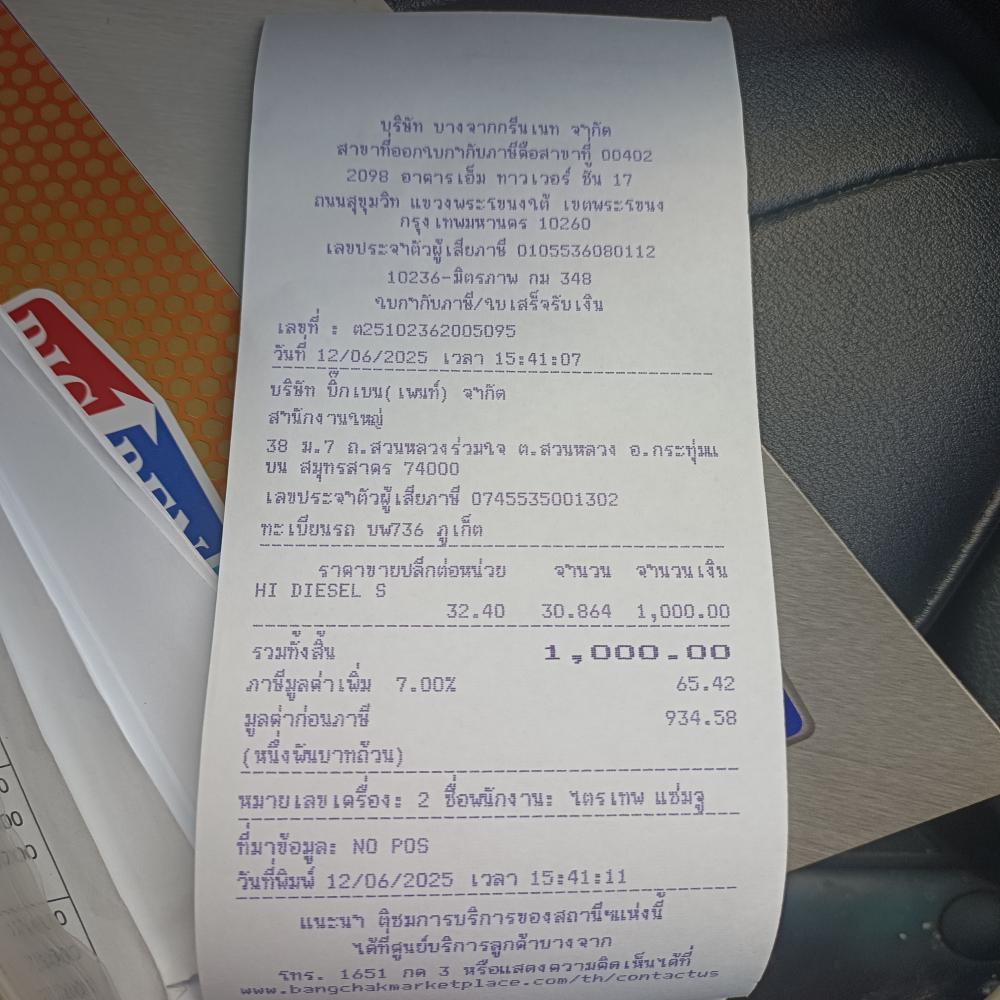 บริษัท บางจากกรีนเนท จำกัด
สาขาที่ออกใบกำกับภาษีคือสาขาที่ 00402
2098 อาคารเอ็ม ทาวเวอร์ ชั้น 17
ถนนสุขุมวิท แขวงพระโขนงใต้ เขตพระโขนง
กรุงเทพมหานคร 10260
เลขประจำตัวผู้เสียภาษี 0105536080112
10236-มิตรภาพ กม 348
ใบกำกับภาษี/ใบเสร็จรับเงิน
เลขที่ : ต25102362005095
วันที่ 12/06/2025 เวลา 15:41:07
บริษัท บิ๊กเบน(เพนท์) จำกัด
สำนักงานใหญ่
38 ม.7 ถ.สวนหลวงร่วมใจ ต.สวนหลวง อ.กระทุ่มแ
บน สมุทรสาคร 74000
เลขประจำตัวผู้เสียภาษี 0745535001302
ทะเบียนรถ บพ736 ภูเก็ต
ราคาขายปลีกต่อหน่วย จำนวน จำนวนเงิน
HI DIESEL S
32.40 30.864 1,000.00
รวมทั้งสิ้น 1,000.00
ภาษีมูลค่าเพิ่ม 7.00% 65.42
มูลค่าก่อนภาษี 934.58
(หนึ่งพันบาทถ้วน)
หมายเลขเครื่อง: 2 ชื่อพนักงาน: ไตรเทพ แซ่มจู
ที่มาข้อมูล: NO POS
วันที่พิมพ์ 12/06/2025 เวลา 15:41:11
แนะนำ ติชมการบริการของสถานีฯแห่งนี้
ได้ที่ศูนย์บริการลูกค้าบางจาก
โทร. 1651 กด 3 หรือแสดงความคิดเห็นได้ที่
www.bangchakmarketplace.com/th/contactus
BIG
BEN